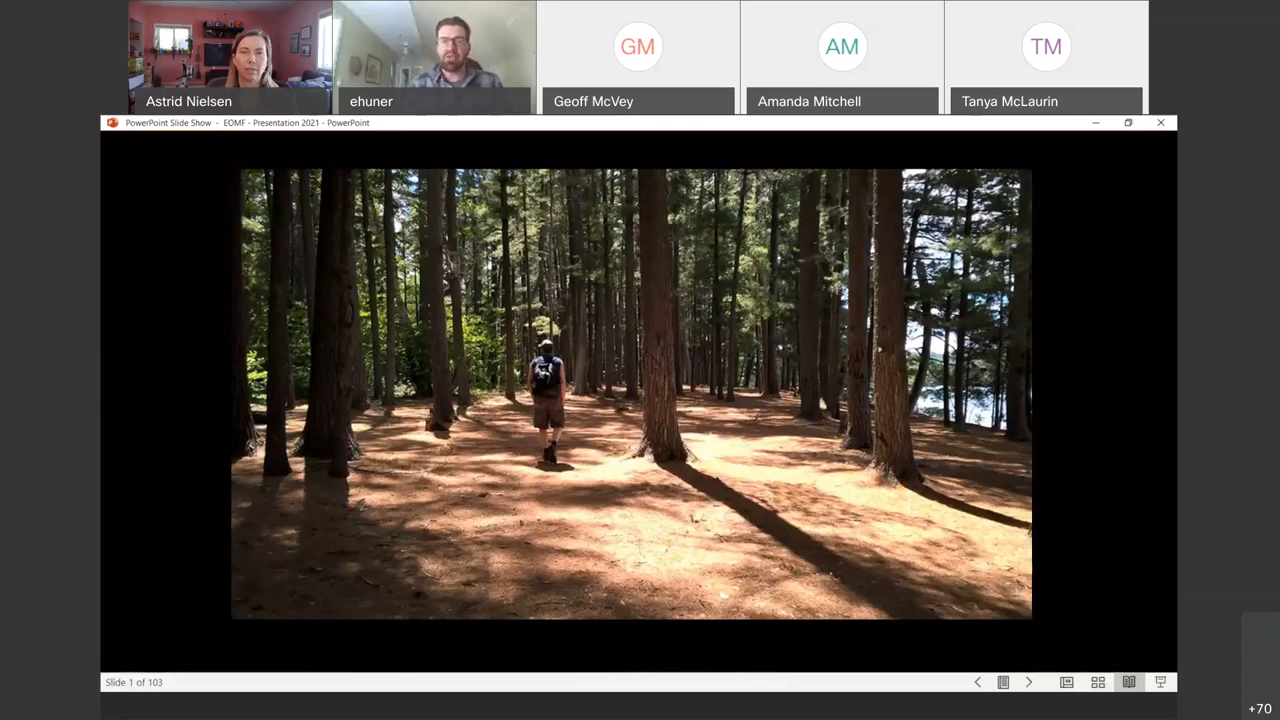 GM
AM
TM
Astrid Nielsen
ehuner
Geoff McVey
Amanda Mitchell
Tanya McLaurin
PowerPoint Slide Show - EOMF - Presentation 2021 - PowerPoint
Slide 1 of 103
+70